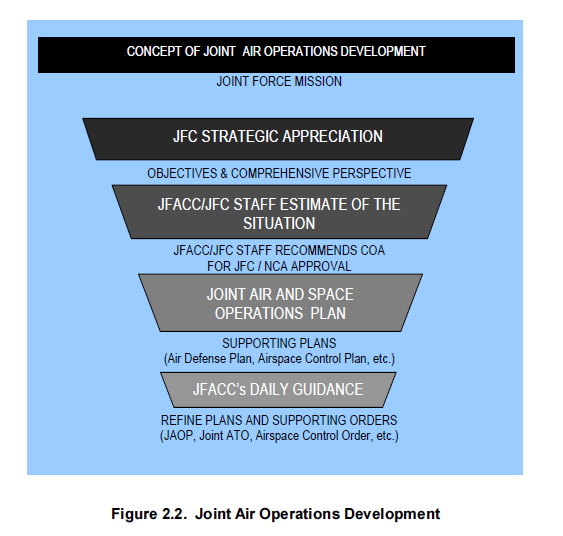 CONCEPT OF JOINT AIR OPERATIONS DEVELOPMENT
JOINT FORCE MISSION
JFC STRATEGIC APPRECIATION
OBJECTIVES & COMPREHENSIVE PERSPECTIVE
JFACC/JFC STAFF ESTIMATE OF THE
SITUATION
JFACC/JFC STAFF RECOMMENDS COA
FOR JFC / NCA APPROVAL
JOINT AIR AND SPACE
OPERATIONS PLAN
SUPPORTING PLANS
(Air Defense Plan, Airspace Control Plan, etc.)
JFACC's DAILY GUIDANCE
REFINE PLANS AND SUPPORTING ORDERS
(JAOP, Joint ATO, Airspace Control Order, etc.)
Figure 2.2. Joint Air Operations Development